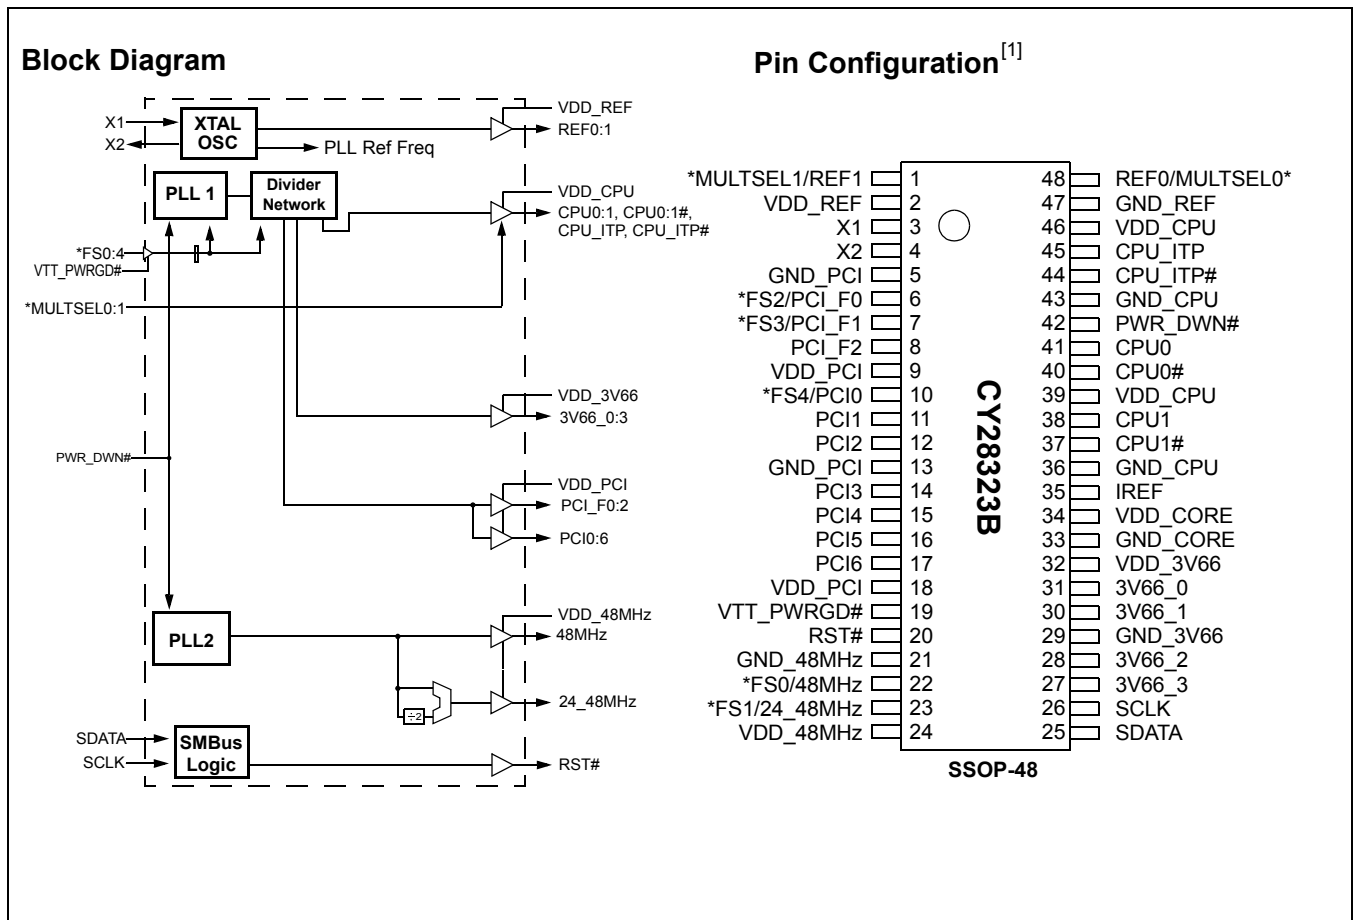 Block Diagram
Pin Configuration[1]
VDD_REF
X1
XTAL
OSC
REF0:1
X2
PLL Ref Freq
PLL 1
Divider
Network
VDD_CPU
CPU0:1, CPU0:1#,
CPU_ITP, CPU_ITP#
*FS0:4
VTT_PWRGD#
*MULTSEL0:1
VDD_3V66
3V66_0:3
PWR_DWN#
VDD_PCI
PCI_F0:2
PCI0:6
VDD_48MHz
PLL2
48MHz
24_48MHz
÷2
SDATA
SMBus
Logic
SCLK
RST#
*MULTSEL1/REF1 1 48 REF0/MULTSEL0*
VDD_REF 2 47 GND_REF
X1 3 46 VDD_CPU
X2 4 45 CPU_ITP
GND_PCI 5 44 CPU_ITP#
*FS2/PCI_F0 6 43 GND_CPU
*FS3/PCI_F1 7 42 PWR_DWN#
PCI_F2 8 41 CPU0
VDD_PCI 9 40 CPU0#
*FS4/PCI0 10 39 VDD_CPU
PCI1 11 38 CPU1
PCI2 12 37 CPU1#
GND_PCI 13 36 GND_CPU
PCI3 14 35 IREF
PCI4 15 34 VDD_CORE
PCI5 16 33 GND_CORE
PCI6 17 32 VDD_3V66
VDD_PCI 18 31 3V66_0
VTT_PWRGD# 19 30 3V66_1
RST# 20 29 GND_3V66
GND_48MHz 21 28 3V66_2
*FS0/48MHz 22 27 3V66_3
*FS1/24_48MHz 23 26 SCLK
VDD_48MHz 24 25 SDATA
CY28323B
SSOP-48